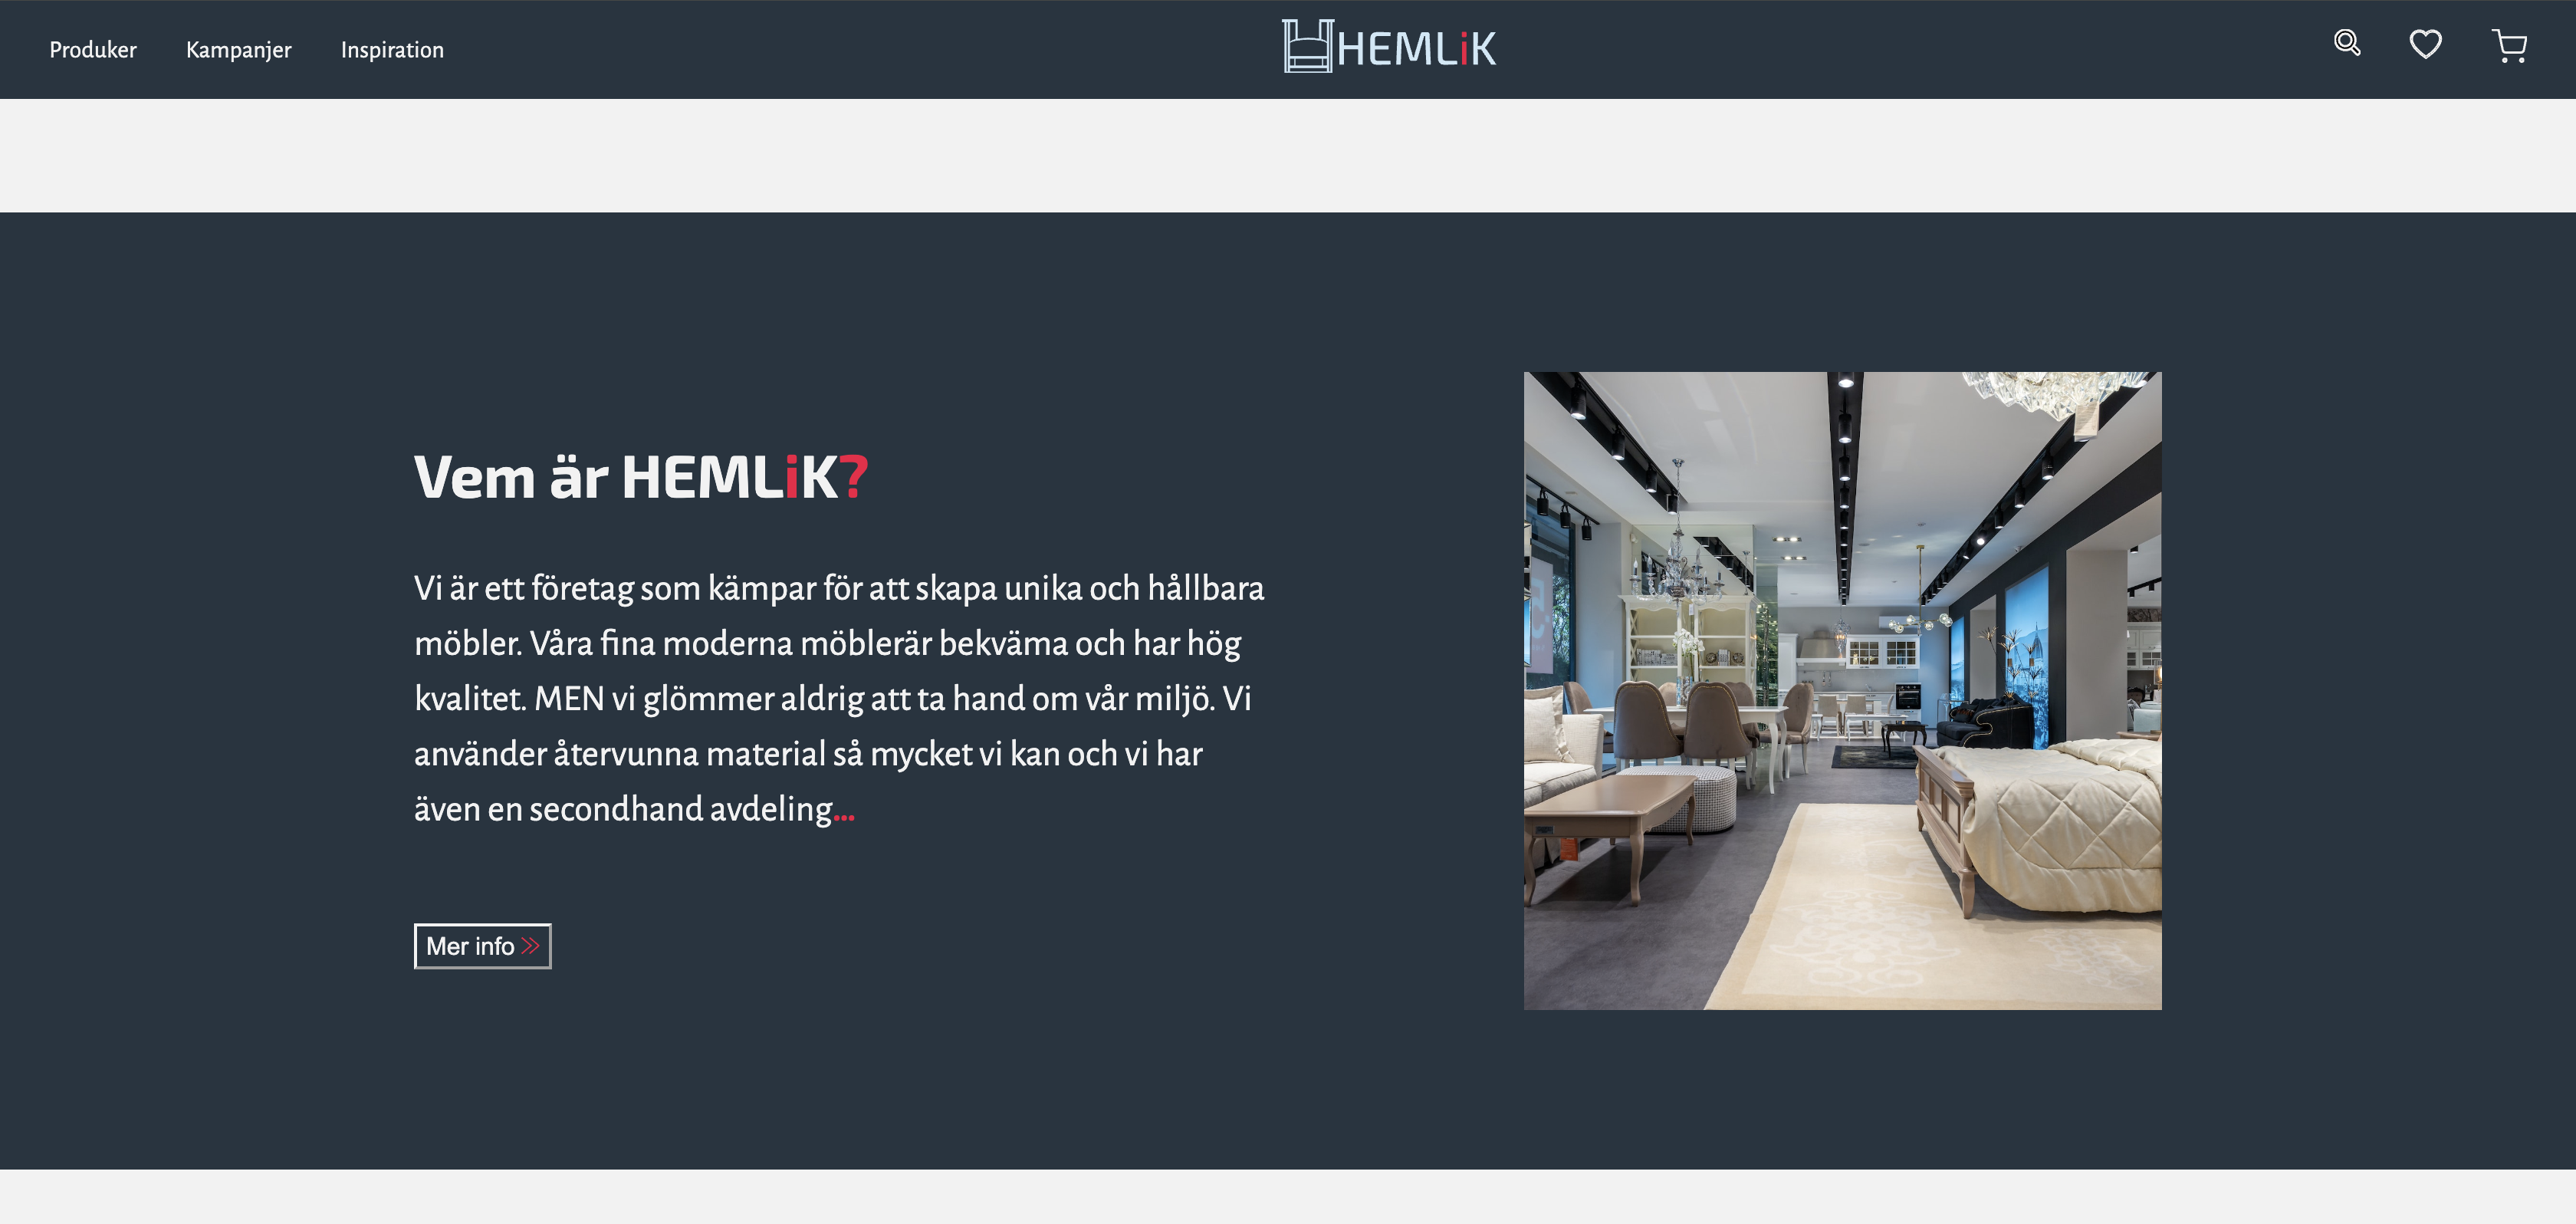 Produker
Kampanjer
Inspiration
HEMLiK
Vem är HEMLiK?
Vi är ett företag som kämpar för att skapa unika och hållbara
möbler. Våra fina moderna möblerär bekväma och har hög
kvalitet. MEN vi glömmer aldrig att ta hand om vår miljö. Vi
använder återvunna material så mycket vi kan och vi har
även en secondhand avdeling...
Mer info